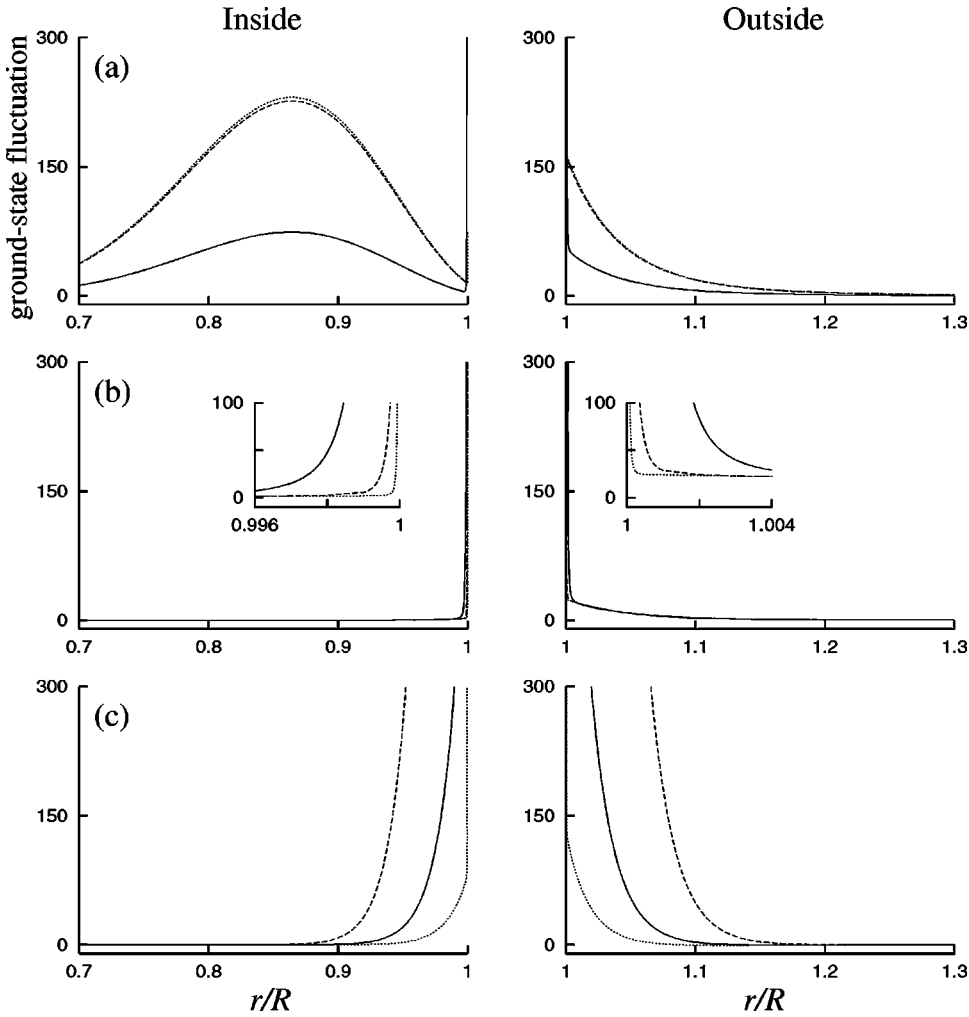 Inside Outside
ground-state fluctuation
(a)
300 300
150 150
0 0
0.7 0.8 0.9 1 1 1.1 1.2 1.3
(b)
300 300
100 100
0 0
0.996 1 1 1.004
150 150
0 0
0.7 0.8 0.9 1 1 1.1 1.2 1.3
(c)
300 300
150 150
0 0
0.7 0.8 0.9 1 1 1.1 1.2 1.3
r/R r/R